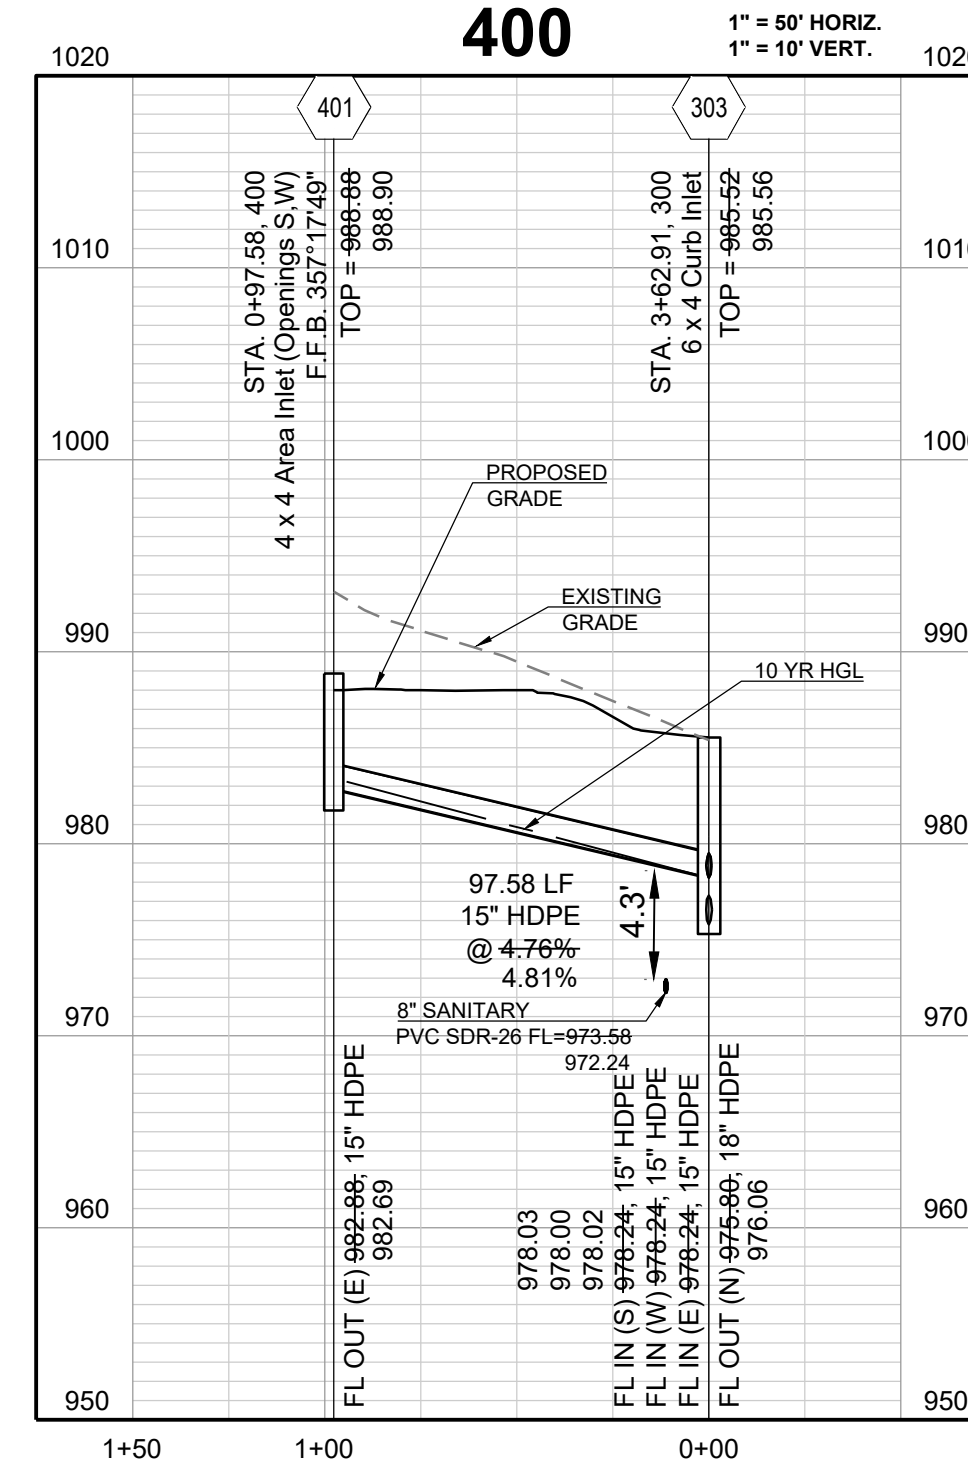 400
1" = 50' HORIZ.
1" = 10' VERT.
1020
1020
401
303
STA. 0+97.58, 400
4 x 4 Area Inlet (Openings S,W)
F.F.B. 357°17'49"
TOP = 988.88
988.90
STA. 3+62.91, 300
6 x 4 Curb Inlet
TOP = 985.52
985.56
1010
1010
1000
1000
PROPOSED
GRADE
EXISTING
GRADE
990
990
10 YR HGL
980
980
97.58 LF
15" HDPE
@ 4.76%
4.81%
4.3'
8" SANITARY
PVC SDR-26 FL=973.58
972.24
970
970
FL OUT (E) 982.88, 15" HDPE
982.69
978.03
978.00
978.02
FL IN (S) 978.24, 15" HDPE
FL IN (W) 978.24, 15" HDPE
FL IN (E) 978.24, 15" HDPE
FL OUT (N) 975.80, 18" HDPE
976.06
960
960
950
950
1+50
1+00
0+00